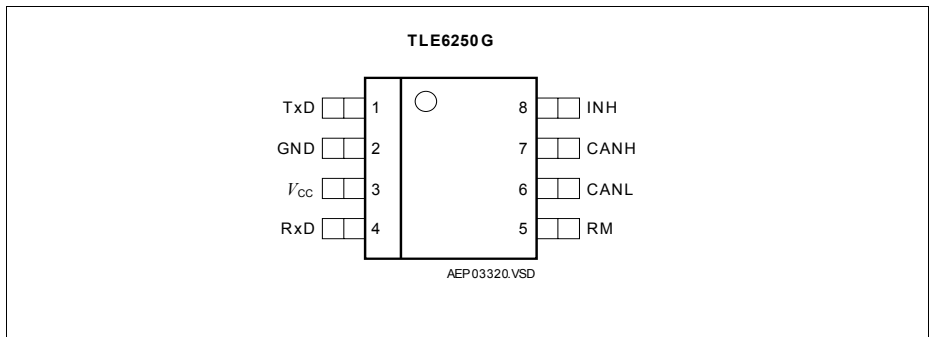 TLE6250G
TxD 1 8 INH
GND 2 7 CANH
VCC 3 6 CANL
RxD 4 5 RM
AEP03320.VSD